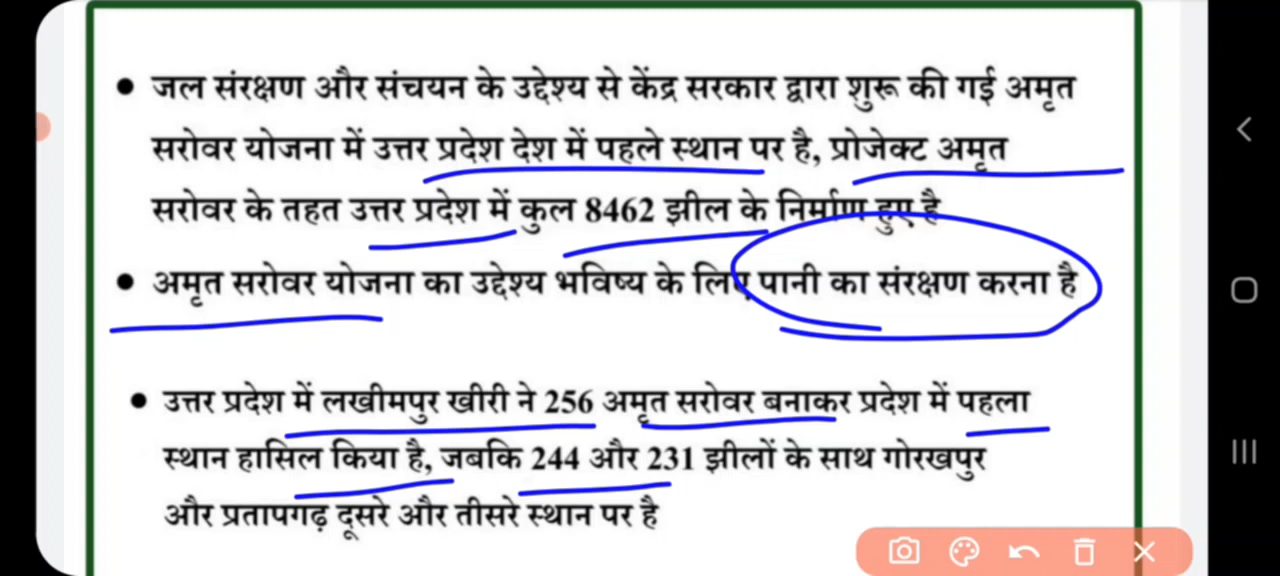 • जल संरक्षण और संचयन के उद्देश्य से केंद्र सरकार द्वारा शुरू की गई अमृत
सरोवर योजना में उत्तर प्रदेश देश में पहले स्थान पर है, प्रोजेक्ट अमृत
सरोवर के तहत उत्तर प्रदेश में कुल 8462 झील के निर्माण हुए है
• अमृत सरोवर योजना का उद्देश्य भविष्य के लिए पानी का संरक्षण करना है
• उत्तर प्रदेश में लखीमपुर खीरी ने 256 अमृत सरोवर बनाकर प्रदेश में पहला
स्थान हासिल किया है, जबकि 244 और 231 झीलों के साथ गोरखपुर
और प्रतापगढ़ दूसरे और तीसरे स्थान पर है